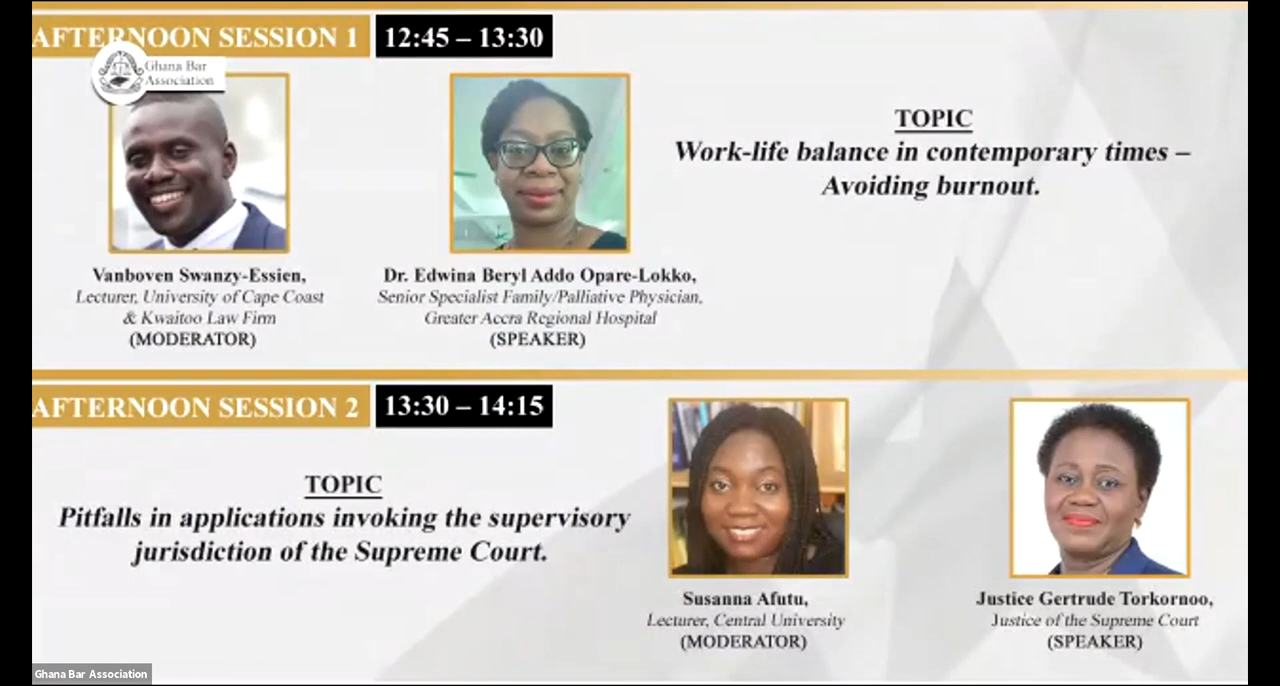 AFTERNOON SESSION 1
12:45 – 13:30
Ghana Bar
Association
TOPIC
Work-life balance in contemporary times –
Avoiding burnout.
Vanboven Swanzy-Essien,
Lecturer, University of Cape Coast
& Kwaitoo Law Firm
(MODERATOR)
Dr. Edwina Beryl Addo Opare-Lokko,
Senior Specialist Family/Palliative Physician,
Greater Accra Regional Hospital
(SPEAKER)
AFTERNOON SESSION 2
13:30 – 14:15
TOPIC
Pitfalls in applications invoking the supervisory
jurisdiction of the Supreme Court.
Susanna Afutu,
Lecturer, Central University
(MODERATOR)
Justice Gertrude Torkornoo,
Justice of the Supreme Court
(SPEAKER)
Ghana Bar Association